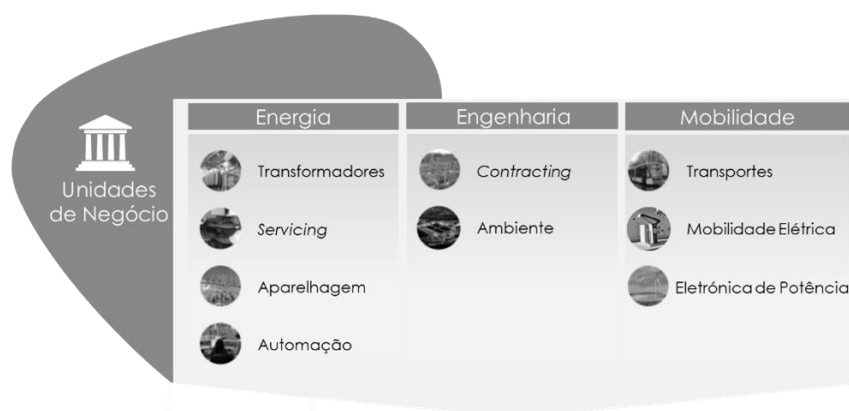 Unidades
de Negócio
Energia
Transformadores
Servicing
Aparelhagem
Automação
Engenharia
Contracting
Ambiente
Mobilidade
Transportes
Mobilidade Elétrica
Eletrónica de Potência